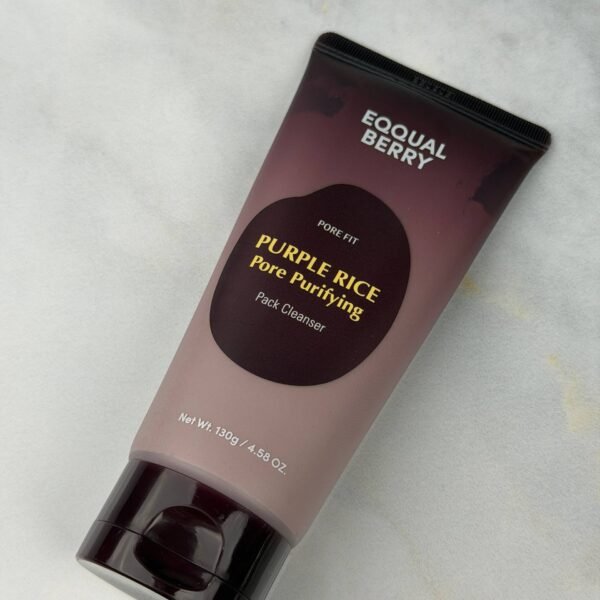 EQQUAL
BERRY
PORE FIT
PURPLE RICE
Pore Purifying
Pack Cleanser
Net Wt. 130g / 4.58 OZ.